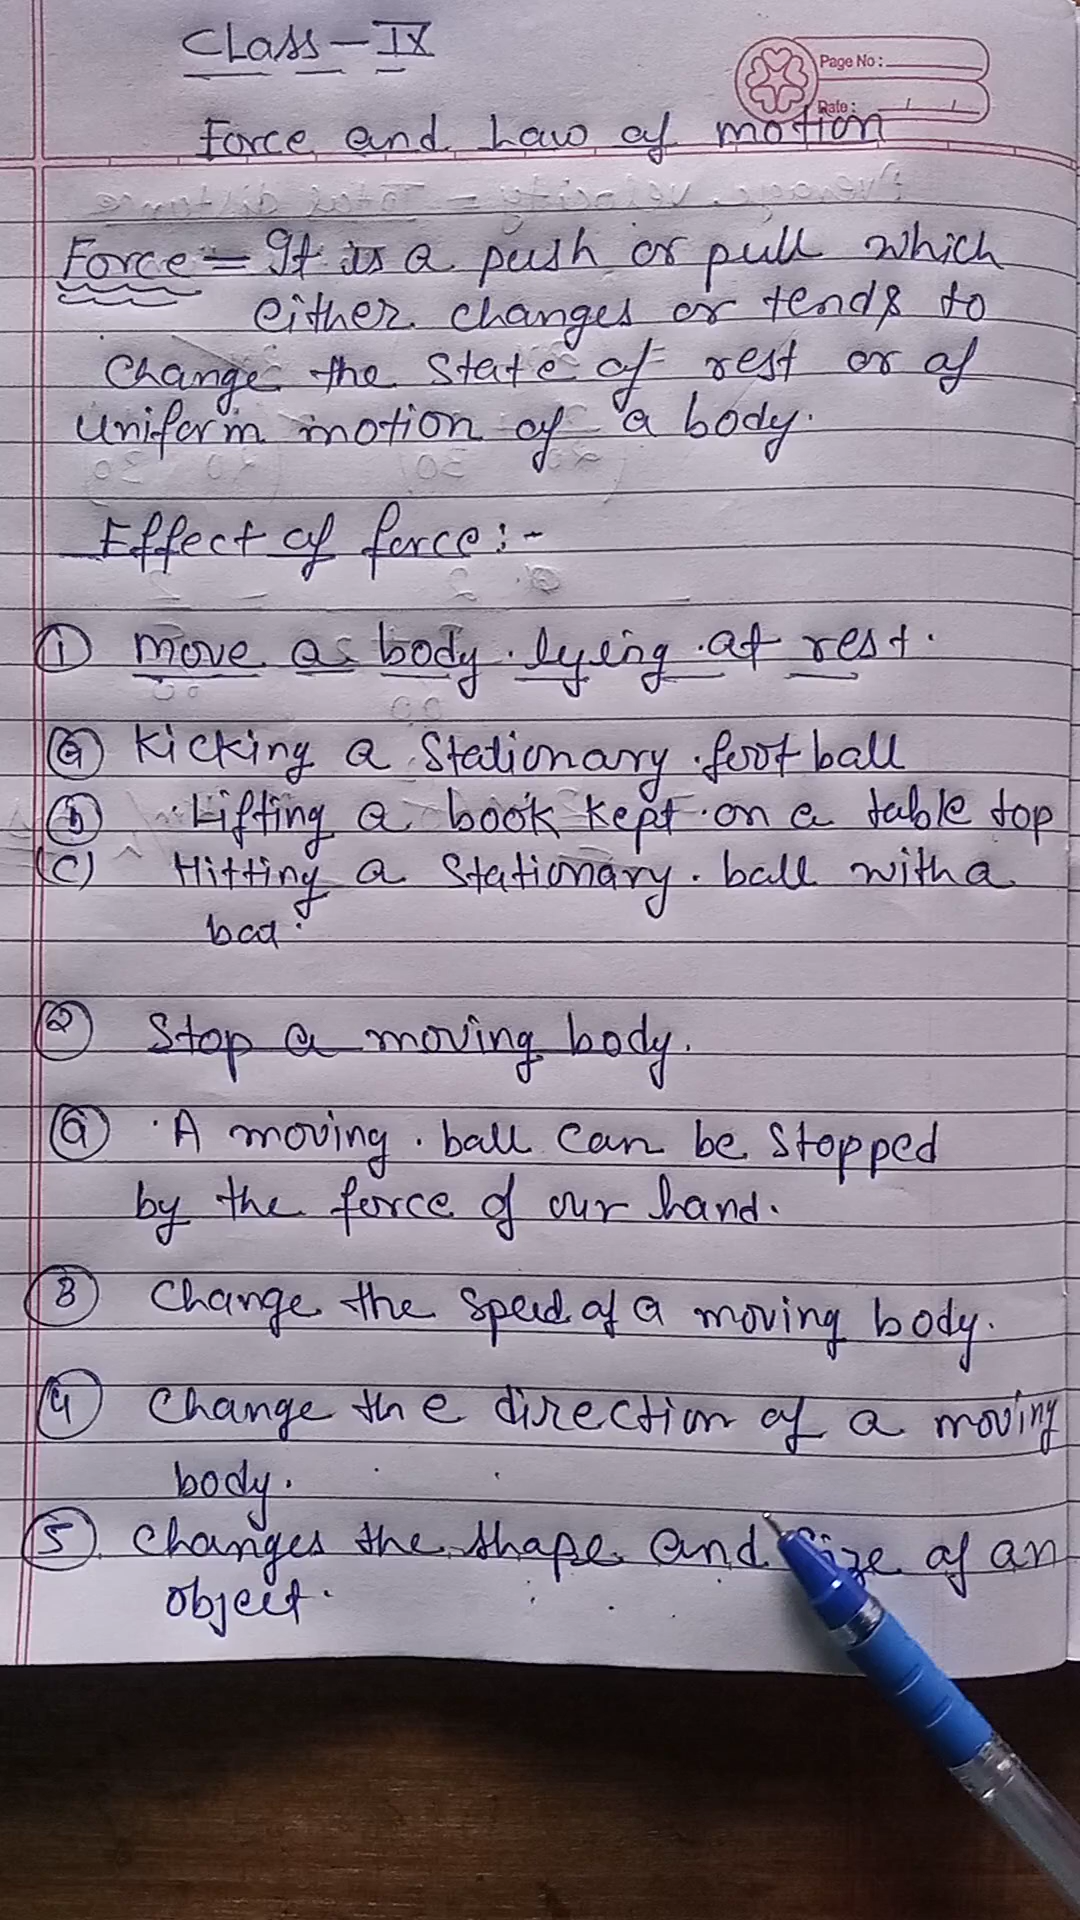 Class - IX
Page No :
Date : / /
Force and Law of motion
Force = It is a push or pull which
either changes or tends to
change the state of rest or of
uniform motion of a body.
Effect of force :-
① move a body lying at rest.
ⓐ Kicking a stationary football
ⓑ Lifting a book kept on a table top
(C) Hitting a stationary ball with a
bat.
② Stop a moving body.
ⓐ A moving ball can be stopped
by the force of our hand.
③ Change the speed of a moving body.
④ Change the direction of a moving
body.
⑤ Changes the shape and size of an
object.